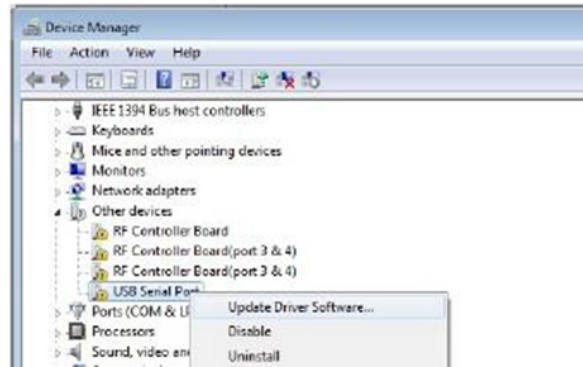 Device Manager
File Action View Help
IEEE 1394 Bus host controllers
Keyboards
Mice and other pointing devices
Monitors
Network adapters
Other devices
RF Controller Board
RF Controller Board(port 3 & 4)
RF Controller Board(port 3 & 4)
USB Serial Port
Update Driver Software...
Ports (COM & LP
Disable
Processors
Sound, video an
Uninstall